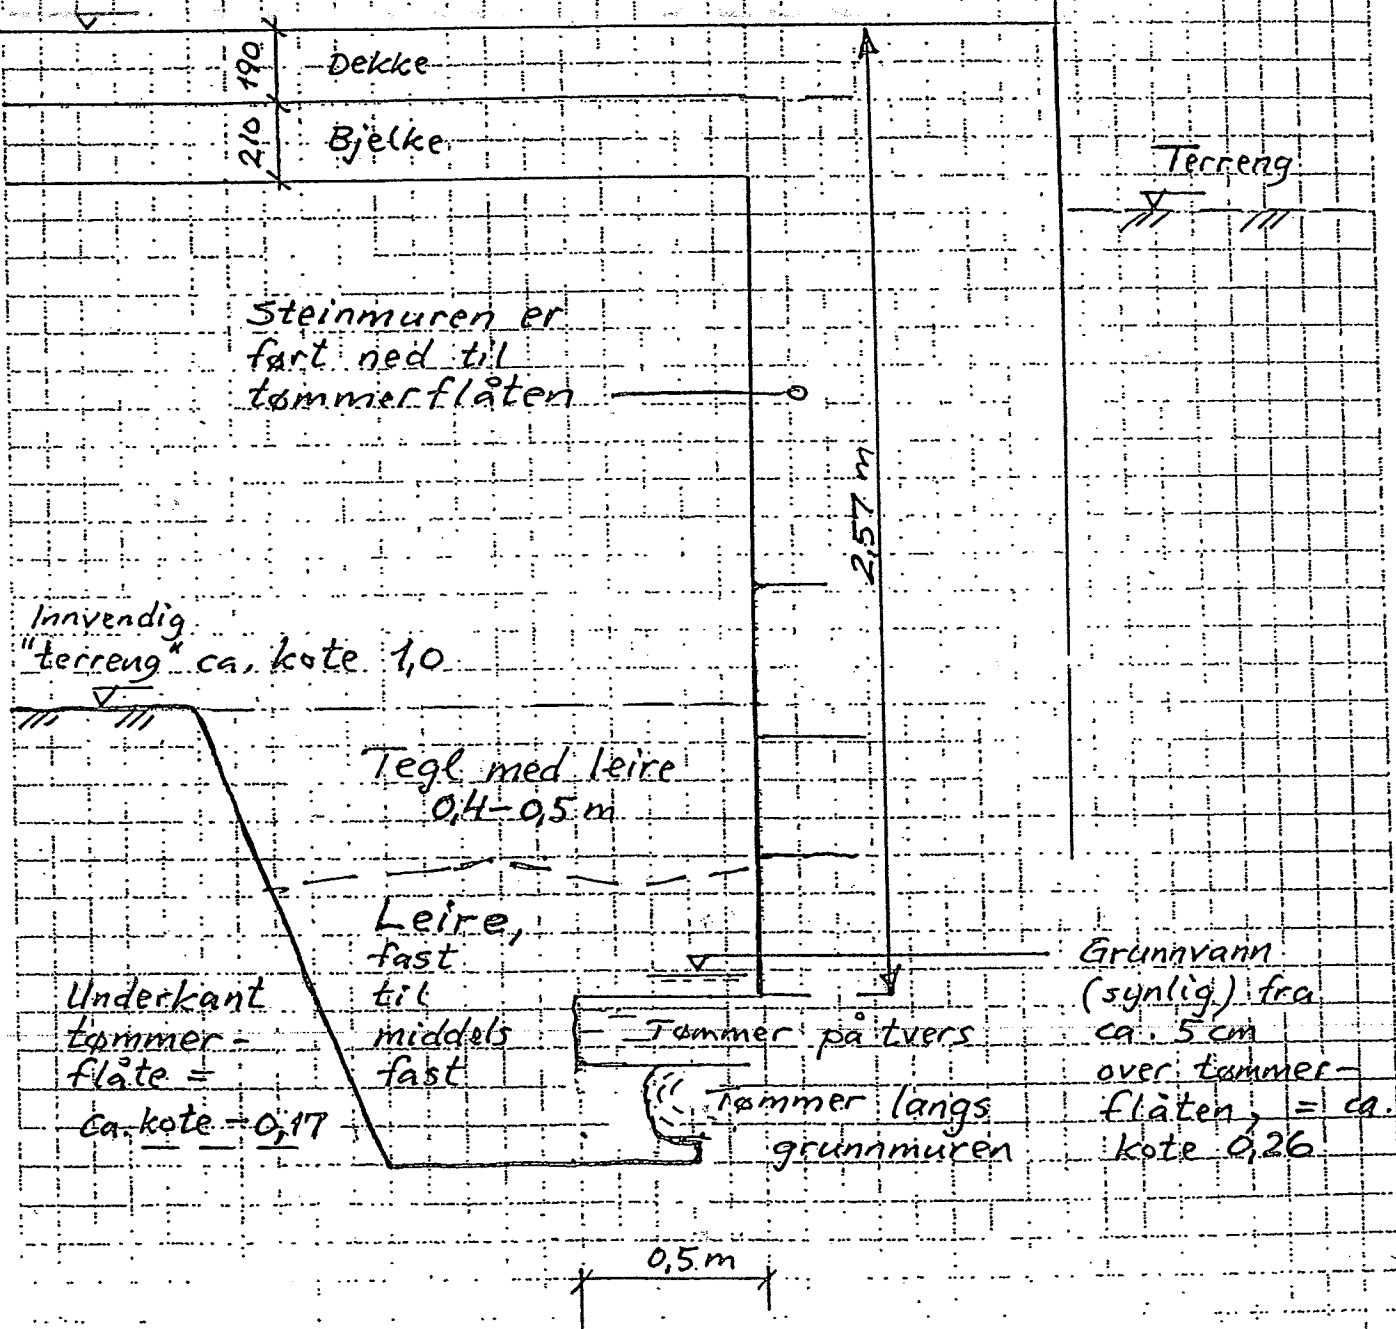 190
Dekke
210
Bjelke
Terreng
Steinmuren er
ført ned til
tømmerflåten
2,57 m
Innvendig
"terreng" ca. kote 1,0
Tegl med leire
0,4-0,5 m
Leire,
fast
til
middels
fast
Underkant
tømmer-
flåte =
ca. kote -0,17
Tømmer på tvers
Tømmer langs
grunnmuren
Grunnvann
(synlig) fra
ca. 5 cm
over tømmer-
flåten, = ca.
kote 0,26
0,5 m